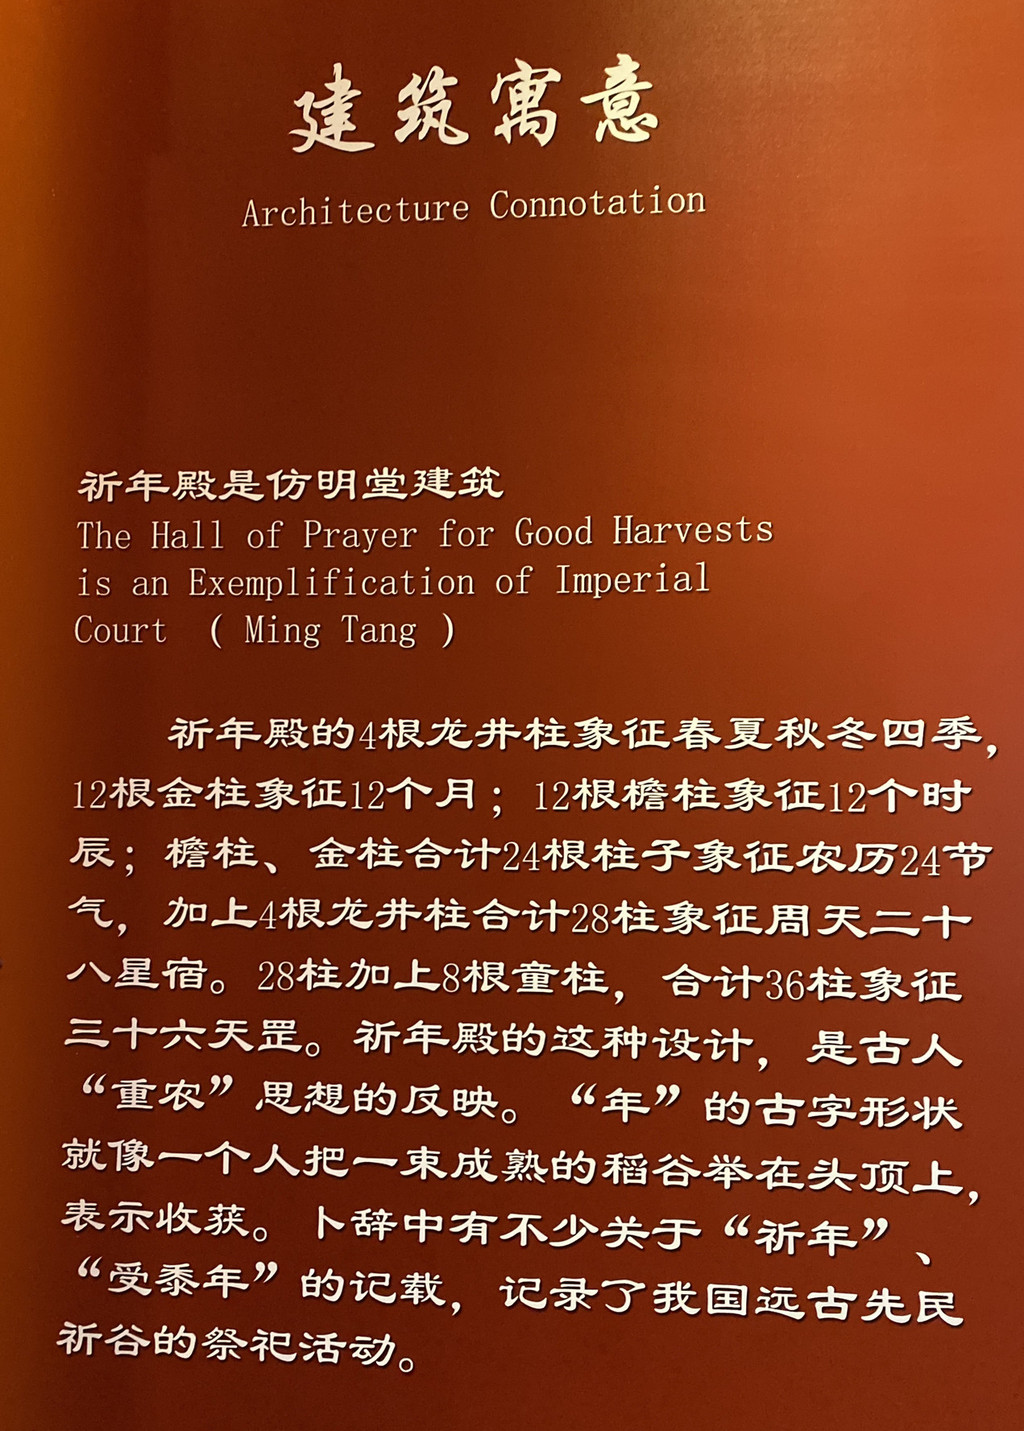 建筑寓意
Architecture Connotation
祈年殿是仿明堂建筑
The Hall of Prayer for Good Harvests
is an Exemplification of Imperial
Court ( Ming Tang )
祈年殿的4根龙井柱象征春夏秋冬四季，
12根金柱象征12个月；12根檐柱象征12个时
辰；檐柱、金柱合计24根柱子象征农历24节
气，加上4根龙井柱合计28柱象征周天二十
八星宿。28柱加上8根童柱，合计36柱象征
三十六天罡。祈年殿的这种设计，是古人
“重农”思想的反映。“年”的古字形状
就像一个人把一束成熟的稻谷举在头顶上，
表示收获。卜辞中有不少关于“祈年”、
“受黍年”的记载，记录了我国远古先民
祈谷的祭祀活动。